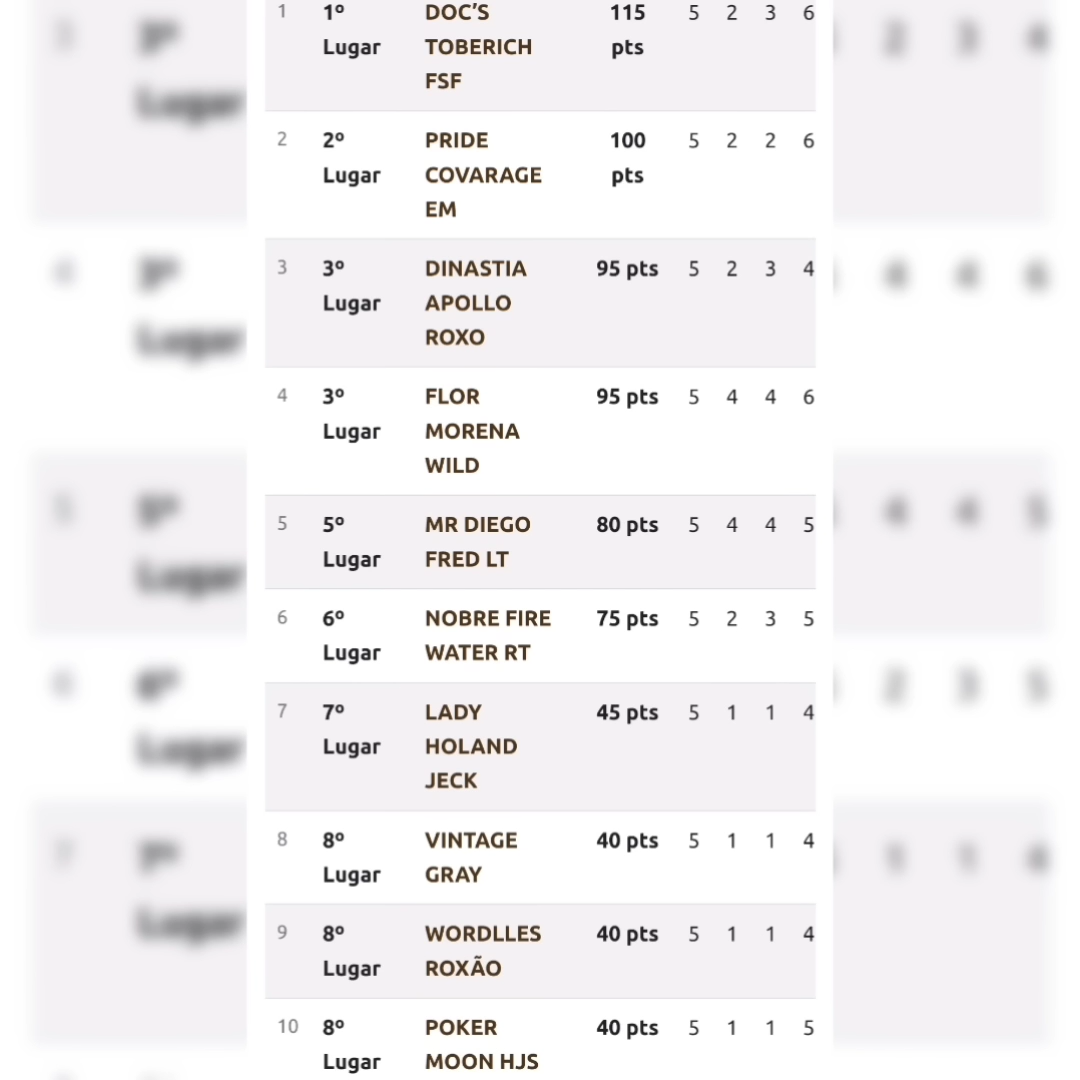 1 1º DOC’S 115 5 2 3 6
Lugar TOBERICH pts
FSF
2 2º PRIDE 100 5 2 2 6
Lugar COVARAGE pts
EM
3 3º DINASTIA 95 pts 5 2 3 4
Lugar APOLLO
ROXO
4 3º FLOR 95 pts 5 4 4 6
Lugar MORENA
WILD
5 5º MR DIEGO 80 pts 5 4 4 5
Lugar FRED LT
6 6º NOBRE FIRE 75 pts 5 2 3 5
Lugar WATER RT
7 7º LADY 45 pts 5 1 1 4
Lugar HOLAND
JECK
8 8º VINTAGE 40 pts 5 1 1 4
Lugar GRAY
9 8º WORDLLES 40 pts 5 1 1 4
Lugar ROXÃO
10 8º POKER 40 pts 5 1 1 5
Lugar MOON HJS